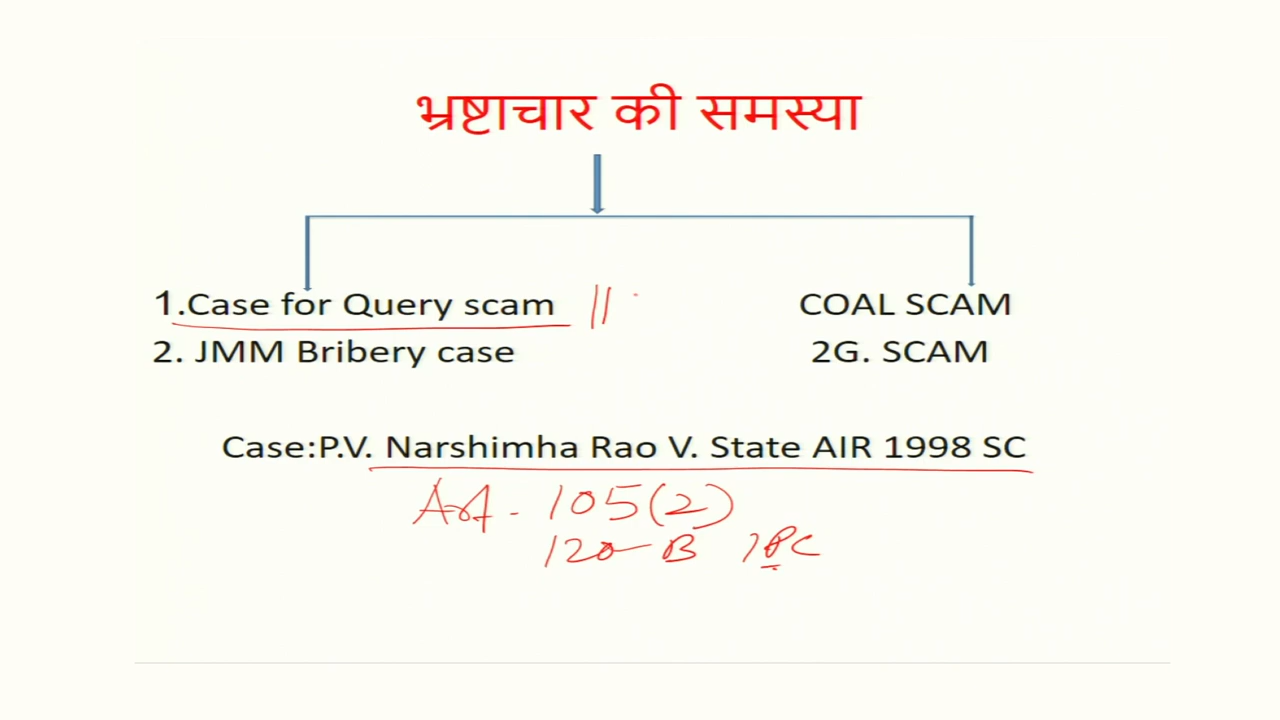 भ्रष्टाचार की समस्या
1.Case for Query scam
COAL SCAM
2. JMM Bribery case
2G. SCAM
Case:P.V. Narshimha Rao V. State AIR 1998 SC
Art - 105(2)
120-B IPC